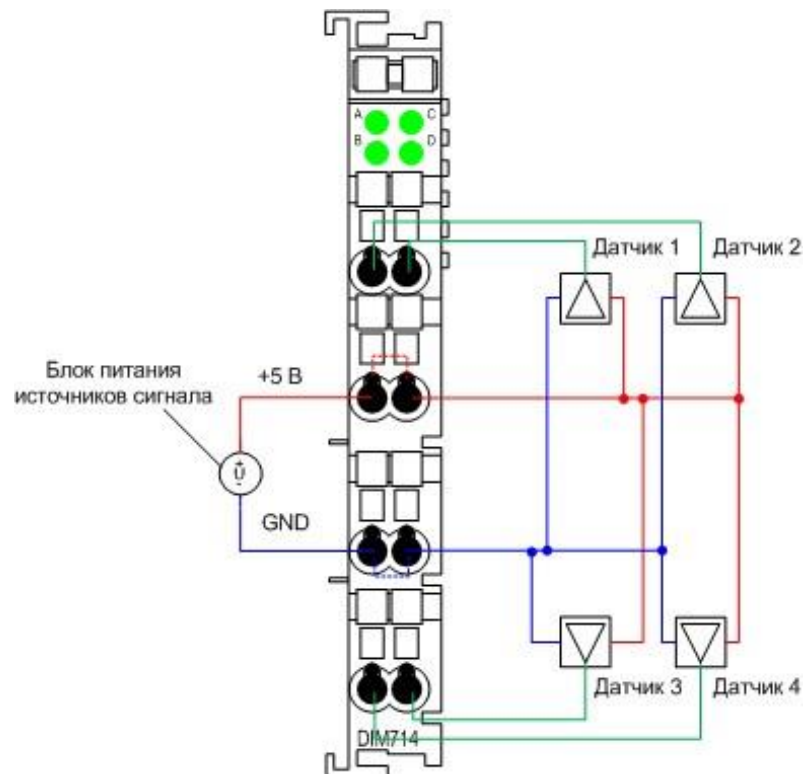 A C
B D
Датчик 1 Датчик 2
Блок питания
источников сигнала
+5 В
U
GND
Датчик 3 Датчик 4
DIM714